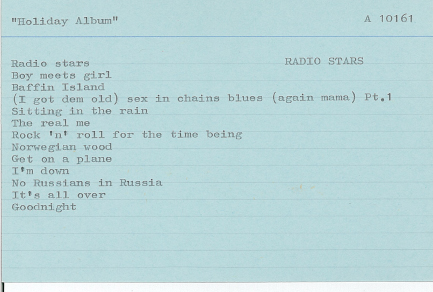 "Holiday Album" A 10161
Radio stars RADIO STARS
Boy meets girl
Baffin Island
(I got dem old) sex in chains blues (again mama) Pt.1
Sitting in the rain
The real me
Rock 'n' roll for the time being
Norwegian wood
Get on a plane
I'm down
No Russians in Russia
It's all over
Goodnight